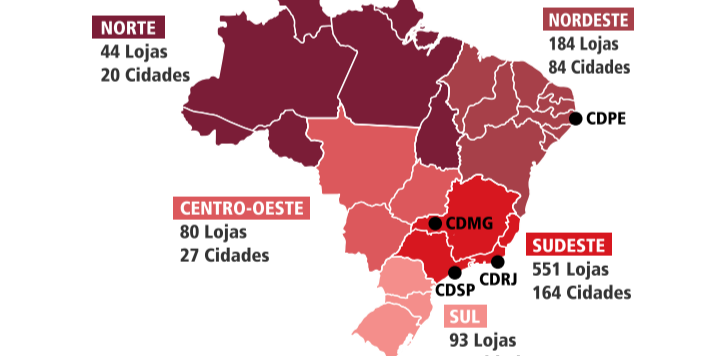 NORTE
44 Lojas
20 Cidades
NORDESTE
184 Lojas
84 Cidades
CDPE
CENTRO-OESTE
80 Lojas
27 Cidades
CDMG
SUDESTE
551 Lojas
164 Cidades
CDRJ
CDSP
SUL
93 Lojas